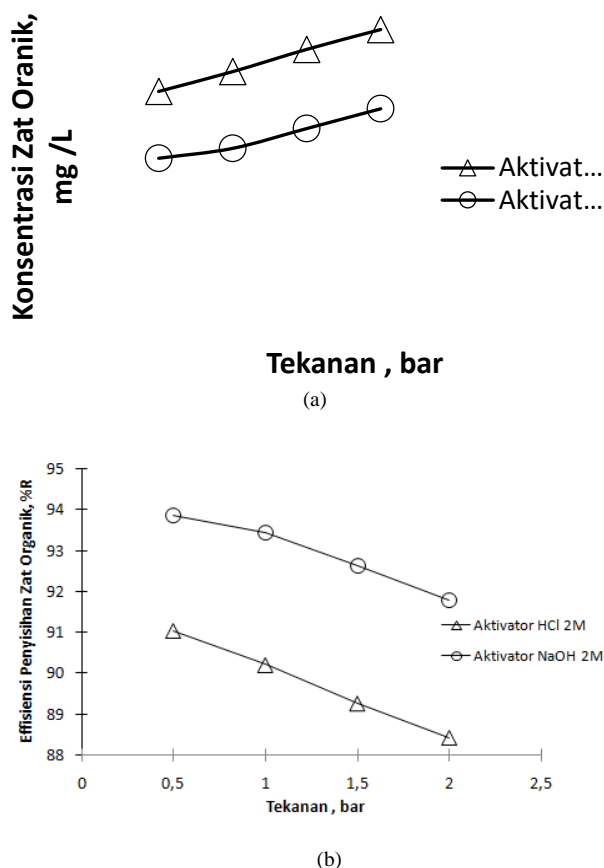 Konsentrasi Zat Oranik,
mg /L
Aktivat...
Aktivat...
Tekanan , bar
(a)
Effisiensi Penyisihan Zat Organik, %R
95
94
93
92
91
90
89
88
0
0,5
1
1,5
2
2,5
Aktivator HCl 2M
Aktivator NaOH 2M
Tekanan , bar
(b)